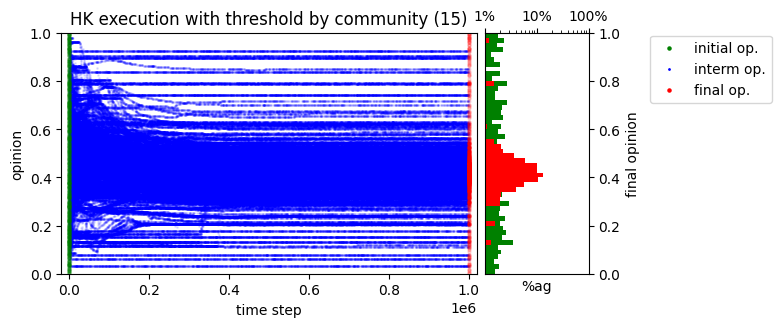 HK execution with threshold by community (15)
1% 10% 100%
1.0 1.0
0.8 0.8
0.6 0.6
0.4 0.4
0.2 0.2
0.0 0.0
opinion
final opinion
0.0 0.2 0.4 0.6 0.8 1.0
1e6
time step
%ag
initial op.
interm op.
final op.